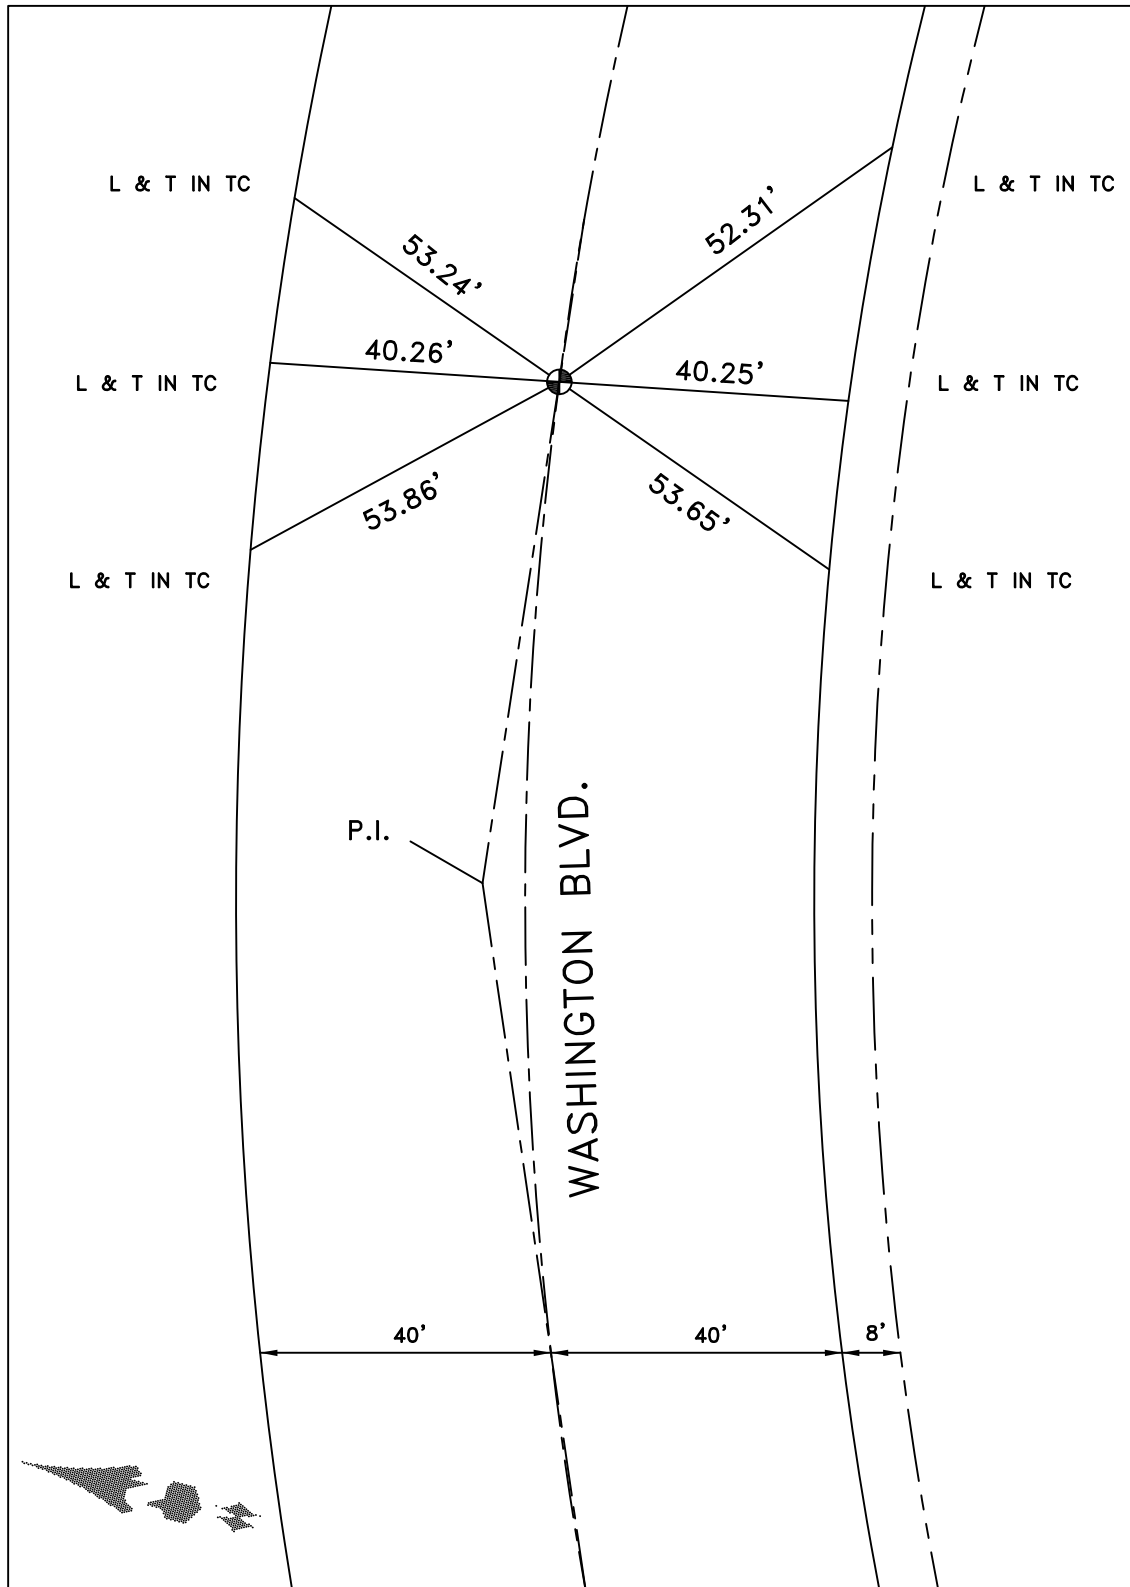 L & T IN TC
L & T IN TC
53.24'
52.31'
40.26'
40.25'
L & T IN TC
L & T IN TC
53.86'
53.65'
L & T IN TC
L & T IN TC
P.I.
WASHINGTON BLVD.
40'
40'
8'